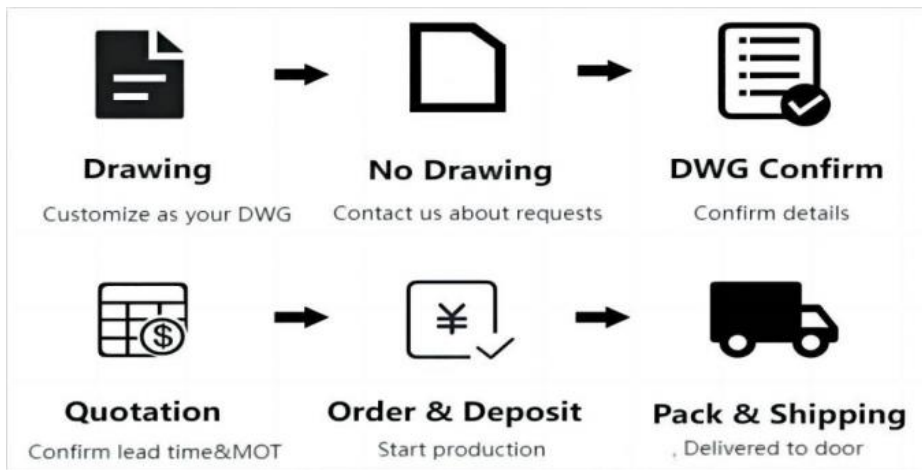 Drawing
No Drawing
DWG Confirm
Customize as your DWG
Contact us about requests
Confirm details
$
¥
Quotation
Order & Deposit
Pack & Shipping
Confirm lead time&MOT
Start production
, Delivered to door